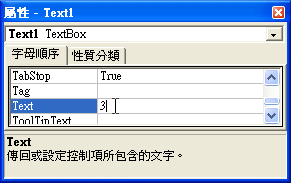 屬性 - Text1
Text1 TextBox
字母順序 性質分類
TabStop True
Tag
Text 3
ToolTipText
Text
傳回或設定控制項所包含的文字。